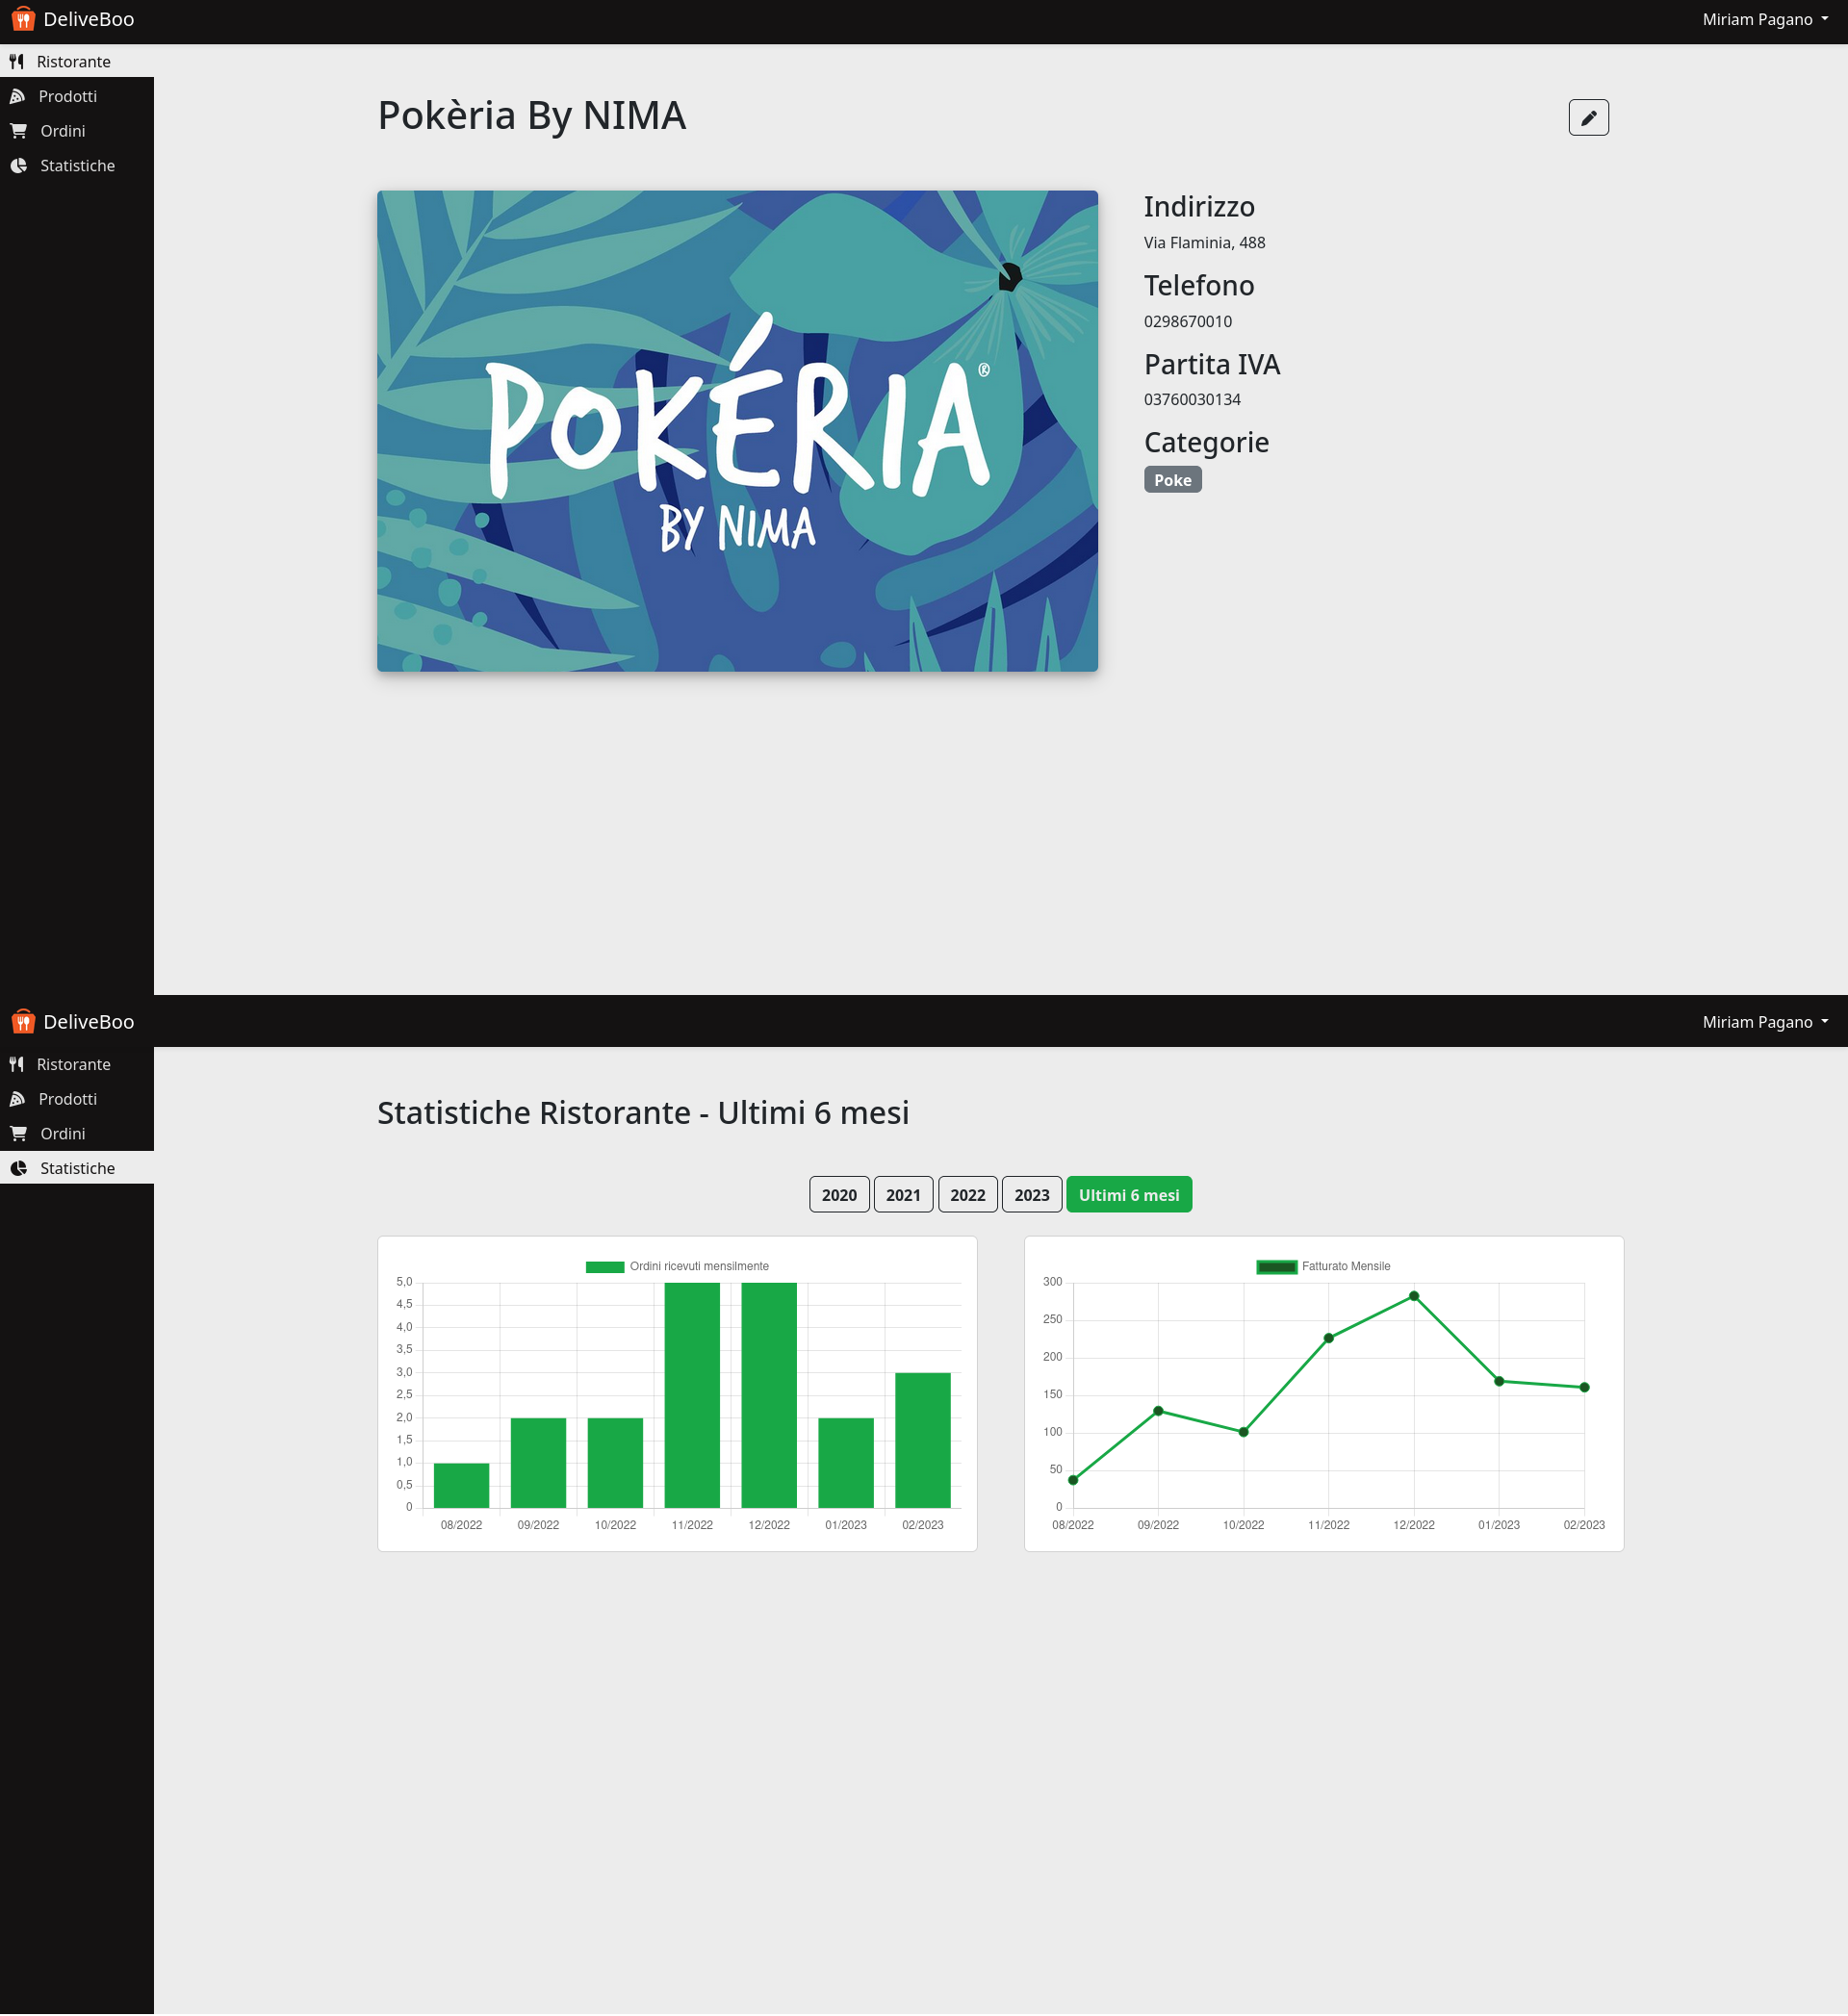 DeliveBoo
Miriam Pagano
Ristorante
Prodotti
Ordini
Statistiche
Pokèria By NIMA
POKÉRIA®
BY NIMA
Indirizzo
Via Flaminia, 488
Telefono
0298670010
Partita IVA
03760030134
Categorie
Poke
DeliveBoo
Miriam Pagano
Ristorante
Prodotti
Ordini
Statistiche
Statistiche Ristorante - Ultimi 6 mesi
2020 2021 2022 2023 Ultimi 6 mesi
Ordini ricevuti mensilmente
5,0
4,5
4,0
3,5
3,0
2,5
2,0
1,5
1,0
0,5
0
08/2022 09/2022 10/2022 11/2022 12/2022 01/2023 02/2023
Fatturato Mensile
300
250
200
150
100
50
0
08/2022 09/2022 10/2022 11/2022 12/2022 01/2023 02/2023